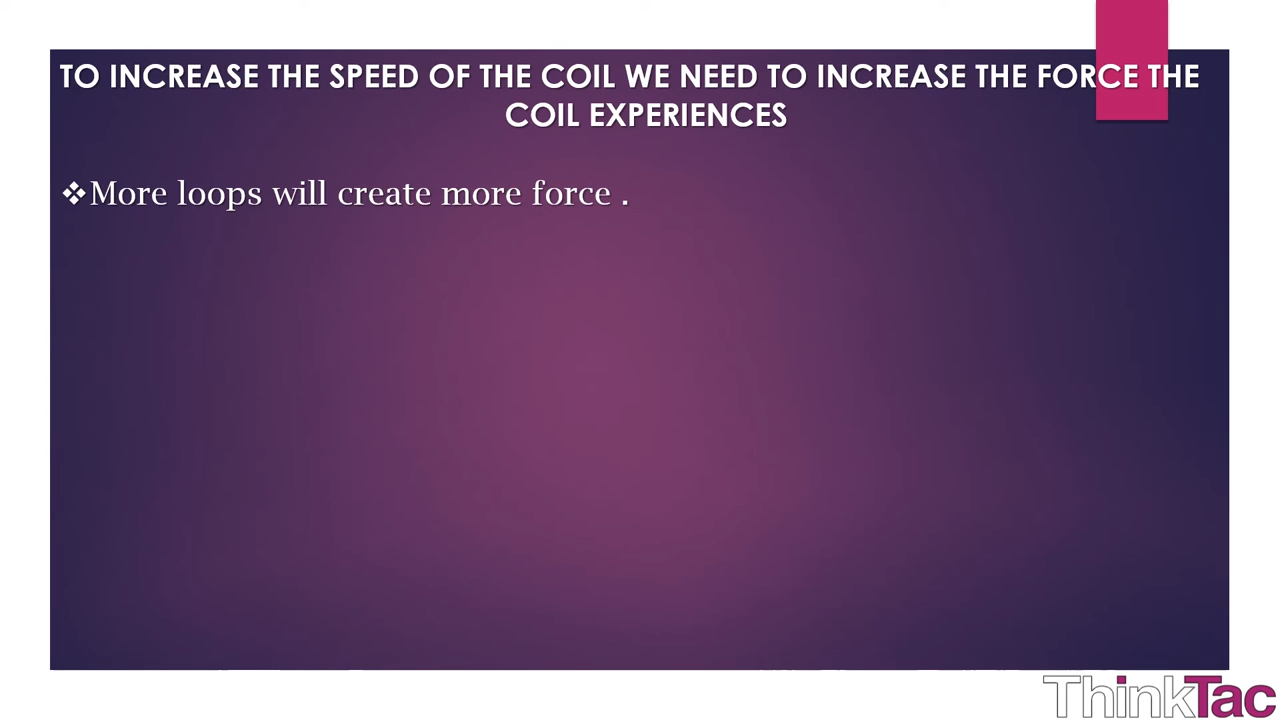 TO INCREASE THE SPEED OF THE COIL WE NEED TO INCREASE THE FORCE THE
COIL EXPERIENCES
❖More loops will create more force .
ThinkTac